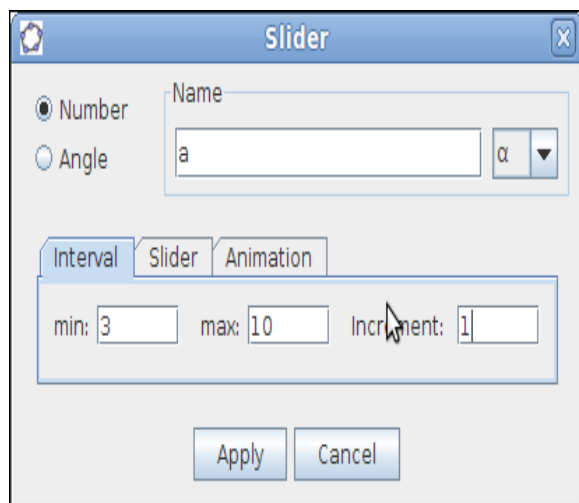 Slider
Number
Angle
Name
a
α
Interval Slider Animation
min: 3 max: 10 Increment: 1
Apply Cancel